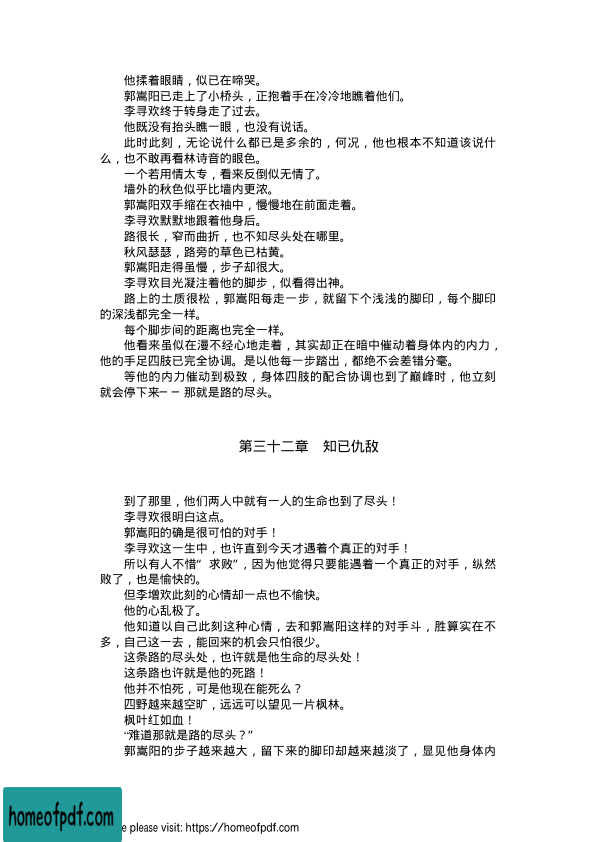 他揉着眼睛，似已在啼哭。
郭嵩阳已走上了小桥头，正抱着手在冷冷地瞧着他们。
李寻欢终于转身走了过去。
他既没有抬头瞧一眼，也没有说话。
此时此刻，无论说什么都已是多余的，何况，他也根本不知道该说什
么，也不敢再看林诗音的眼色。
一个若用情太专，看来反倒似无情了。
墙外的秋色似乎比墙内更浓。
郭嵩阳双手缩在衣袖中，慢慢地在前面走着。
李寻欢默默地跟着他身后。
路很长，窄而曲折，也不知尽头处在哪里。
秋风瑟瑟，路旁的草色已枯黄。
郭嵩阳走得虽慢，步子却很大。
李寻欢目光凝注着他的脚步，似看得出神。
路上的土质很松，郭嵩阳每走一步，就留下个浅浅的脚印，每个脚印
的深浅都完全一样。
每个脚步间的距离也完全一样。
他看来虽似在漫不经心地走着，其实却正在暗中催动着身体内的内力，
他的手足四肢已完全协调。是以他每一步踏出，都绝不会差错分毫。
等他的内力催动到极致，身体四肢的配合协调也到了巅峰时，他立刻
就会停下来－－那就是路的尽头。
第三十二章　知已仇敌
到了那里，他们两人中就有一人的生命也到了尽头！
李寻欢很明白这点。
郭嵩阳的确是很可怕的对手！
李寻欢这一生中，也许直到今天才遇着个真正的对手！
所以有人不惜“求败”，因为他觉得只要能遇着一个真正的对手，纵然
败了，也是愉快的。
但李增欢此刻的心情却一点也不愉快。
他的心乱极了。
他知道以自己此刻这种心情，去和郭嵩阳这样的对手斗，胜算实在不
多，自己这一去，能回来的机会只怕很少。
这条路的尽头处，也许就是他生命的尽头处！
这条路也许就是他的死路！
他并不怕死，可是他现在能死么？
四野越来越空旷，远远可以望见一片枫林。
枫叶红如血！
“难道那就是路的尽头？”
郭嵩阳的步子越来越大，留下来的脚印却越来越淡了，显见他身体内
homeofpdf.com
e please visit: https://homeofpdf.com